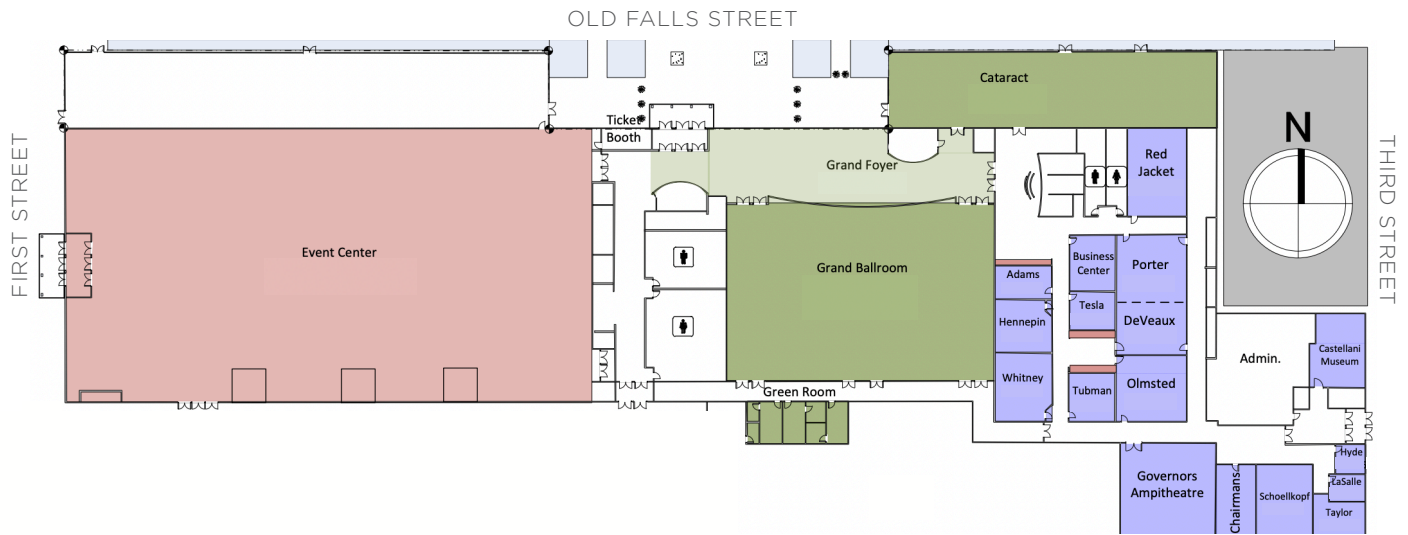 OLD FALLS STREET
Cataract
Ticket
Booth
FIRST STREET
THIRD STREET
N
Grand Foyer
Red
Jacket
Event Center
Grand Ballroom
Adams
Business
Center
Porter
Tesla
Hennepin
DeVeaux
Whitney
Tubman
Olmsted
Admin.
Castellani
Museum
Green Room
Governors
Ampitheatre
Chairmans
Schoellkopf
Hyde
LaSalle
Taylor